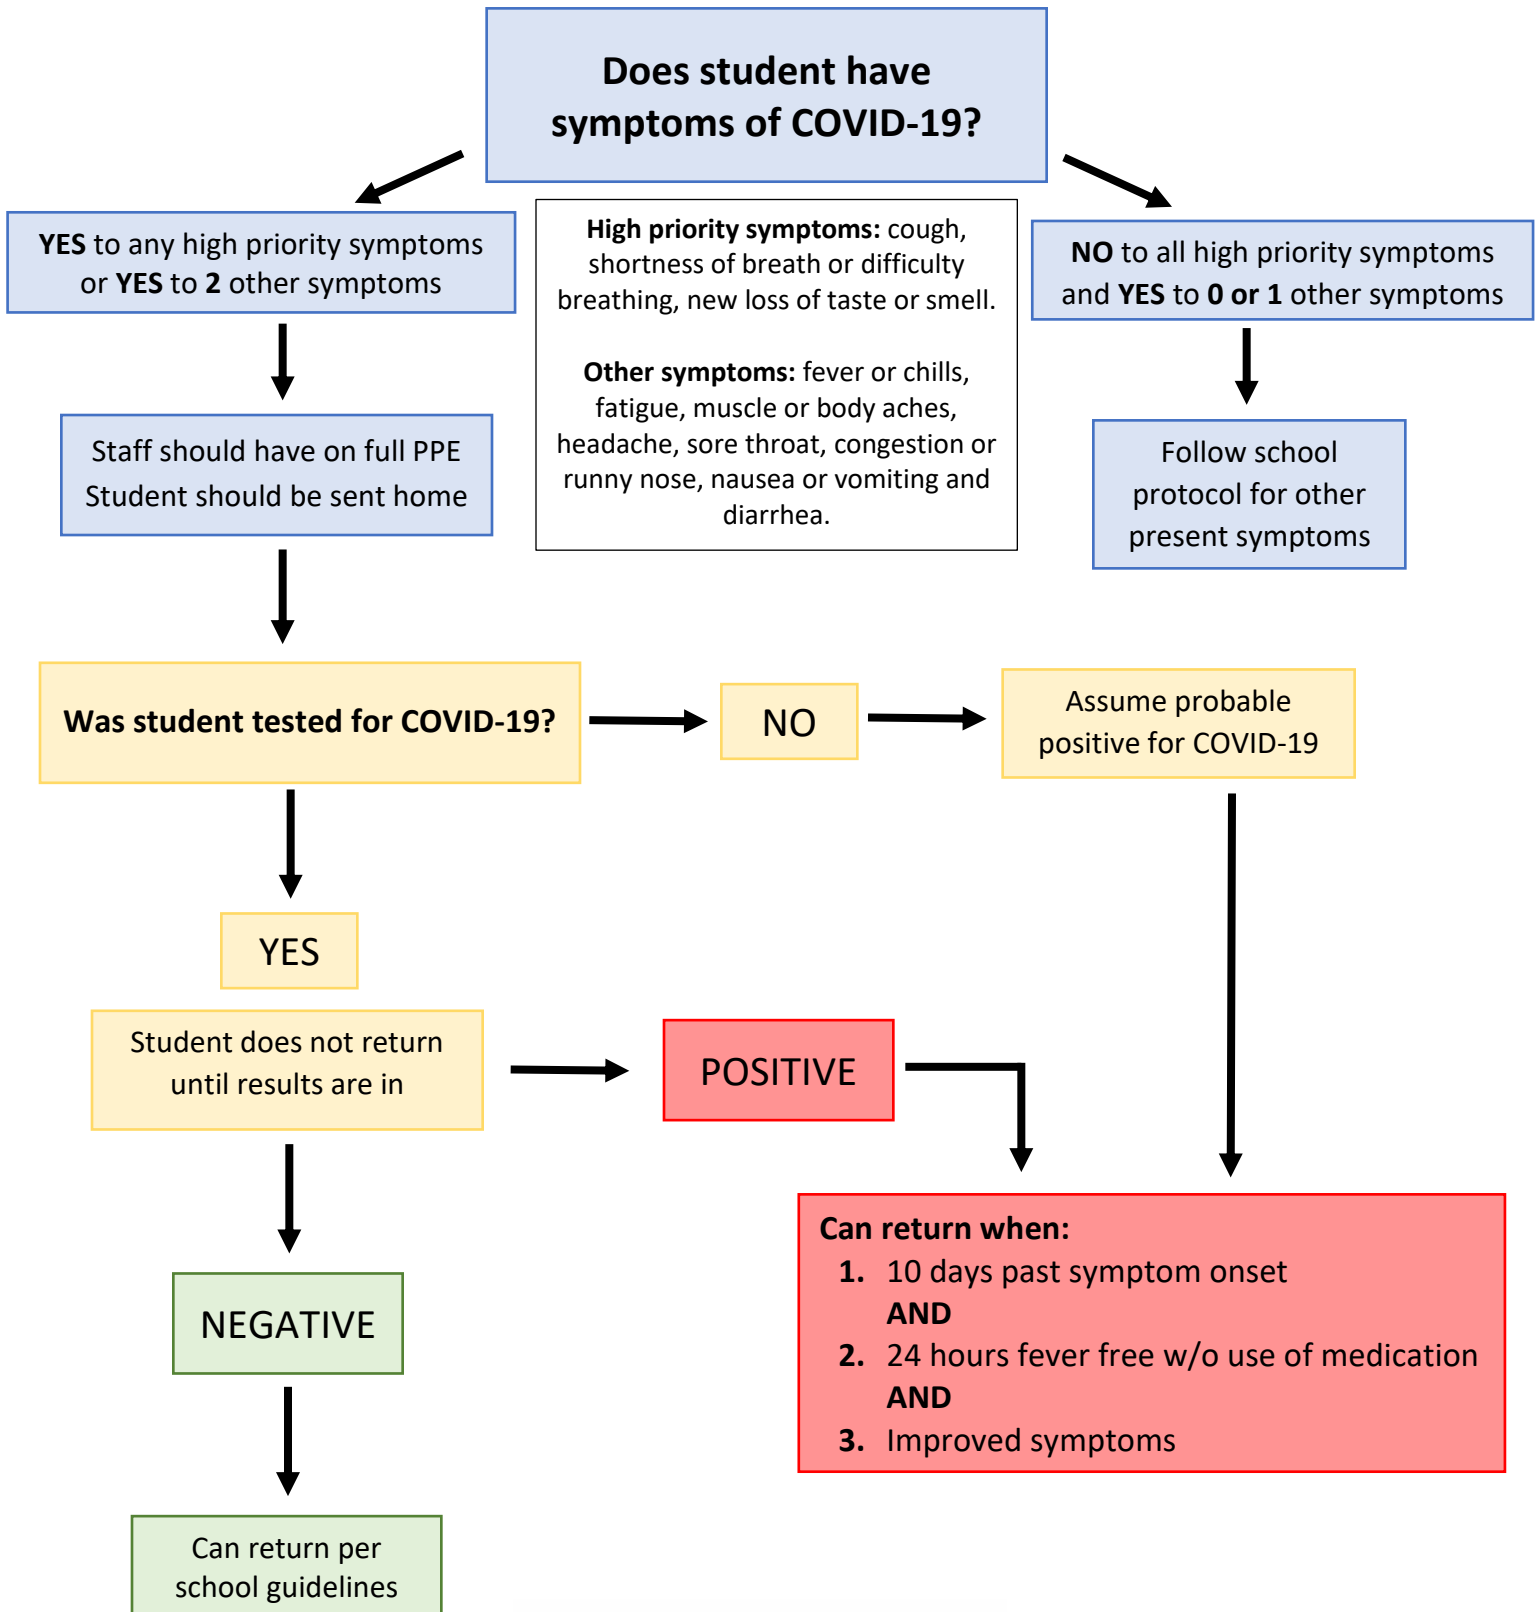 Does student have
symptoms of COVID-19?
YES to any high priority symptoms
or YES to 2 other symptoms
High priority symptoms: cough,
shortness of breath or difficulty
breathing, new loss of taste or smell.
Other symptoms: fever or chills,
fatigue, muscle or body aches,
headache, sore throat, congestion or
runny nose, nausea or vomiting and
diarrhea.
NO to all high priority symptoms
and YES to 0 or 1 other symptoms
Staff should have on full PPE
Student should be sent home
Follow school
protocol for other
present symptoms
Was student tested for COVID-19?
NO
Assume probable
positive for COVID-19
YES
Student does not return
until results are in
POSITIVE
NEGATIVE
Can return when:
1. 10 days past symptom onset
AND
2. 24 hours fever free w/o use of medication
AND
3. Improved symptoms
Can return per
school guidelines